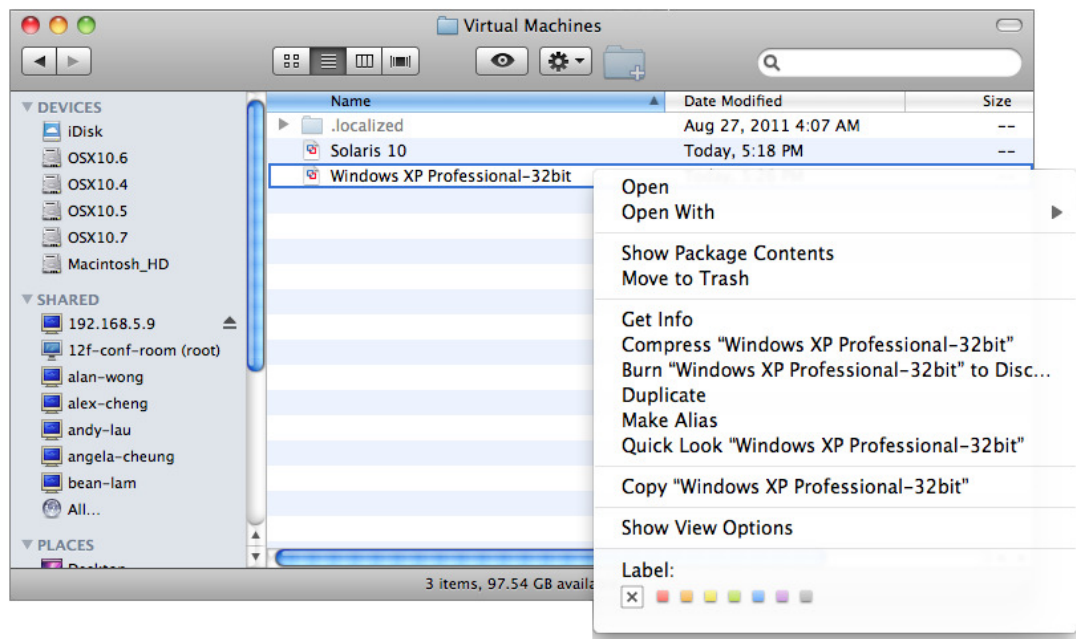 Virtual Machines
DEVICES
iDisk
OSX10.6
OSX10.4
OSX10.5
OSX10.7
Macintosh_HD
SHARED
192.168.5.9
12f-conf-room (root)
alan-wong
alex-cheng
andy-lau
angela-cheung
bean-lam
All...
PLACES
Desktop
Name Date Modified Size
.localized Aug 27, 2011 4:07 AM --
Solaris 10 Today, 5:18 PM --
Windows XP Professional-32bit
3 items, 97.54 GB availa
Open
Open With
Show Package Contents
Move to Trash
Get Info
Compress “Windows XP Professional-32bit”
Burn “Windows XP Professional-32bit” to Disc...
Duplicate
Make Alias
Quick Look “Windows XP Professional-32bit”
Copy “Windows XP Professional-32bit”
Show View Options
Label: